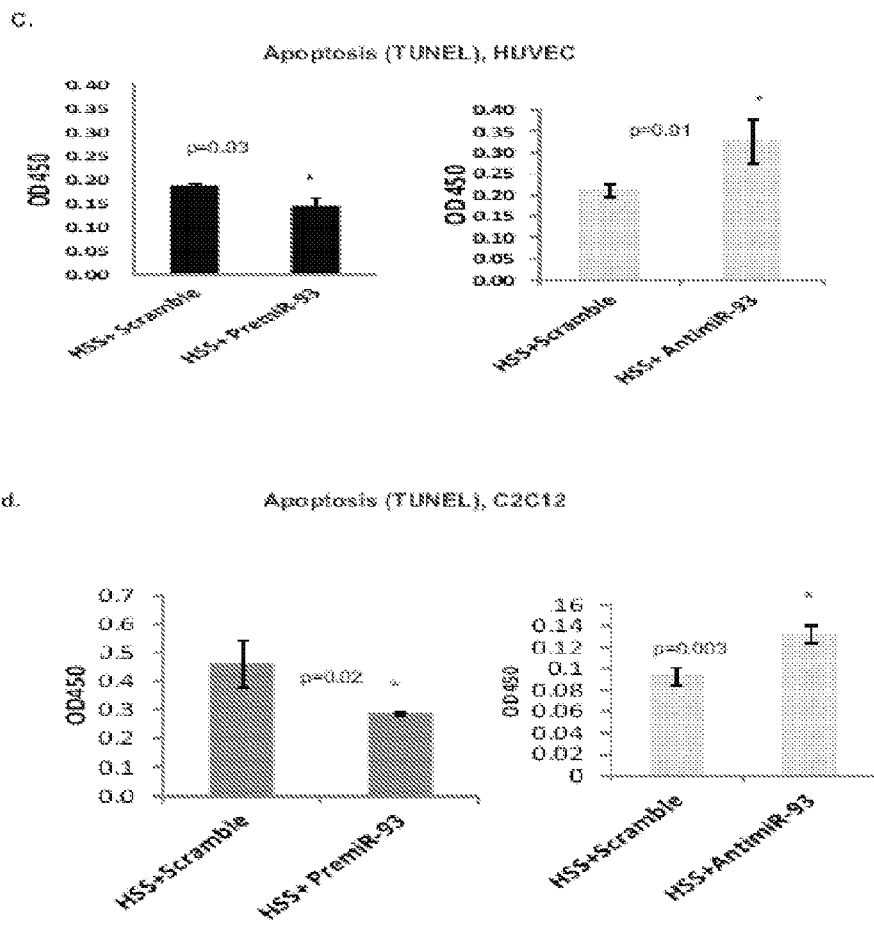 c.
Apoptosis (TUNEL), HUVEC
0.40
0.35
0.30
0.25
0.20
0.15
0.10
0.05
0.00
OD450
p=0.03
*
HSS+ Scramble
HSS+ PremiR-93
0.40
0.35
0.30
0.25
0.20
0.15
0.10
0.05
0.00
OD450
p=0.01
*
HSS+Scramble
HSS+ AntimiR-93
d.
Apoptosis (TUNEL), C2C12
0.7
0.6
0.5
0.4
0.3
0.2
0.1
0.0
OD450
p=0.02
*
HSS+Scramble
HSS+ PremiR-93
.16
0.14
0.12
0.1
0.08
0.06
0.04
0.02
0
OD450
p=0.003
*
HSS+Scramble
HSS+AntimiR-93